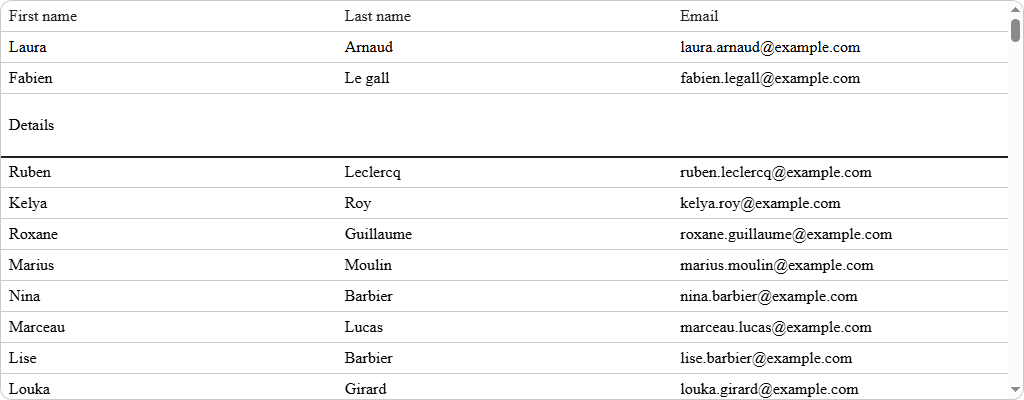 First name Last name Email
Laura Arnaud laura.arnaud@example.com
Fabien Le gall fabien.legall@example.com
Details
Ruben Leclercq ruben.leclercq@example.com
Kelya Roy kelya.roy@example.com
Roxane Guillaume roxane.guillaume@example.com
Marius Moulin marius.moulin@example.com
Nina Barbier nina.barbier@example.com
Marceau Lucas marceau.lucas@example.com
Lise Barbier lise.barbier@example.com
Louka Girard louka.girard@example.com